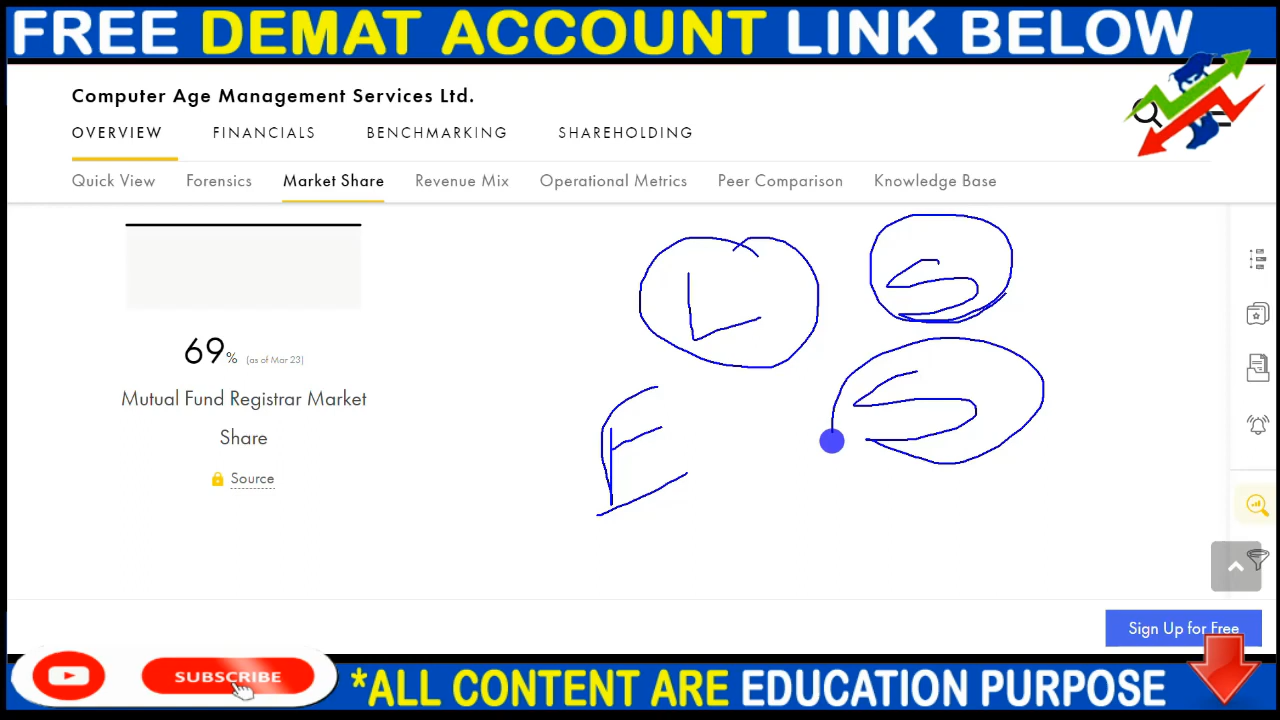 FREE DEMAT ACCOUNT LINK BELOW
Computer Age Management Services Ltd.
OVERVIEW FINANCIALS BENCHMARKING SHAREHOLDING
Quick View Forensics Market Share Revenue Mix Operational Metrics Peer Comparison Knowledge Base
L S
69% (as of Mar 23)
Mutual Fund Registrar Market
Share
E S
Source
Sign Up for Free
SUBSCRIBE
*ALL CONTENT ARE EDUCATION PURPOSE